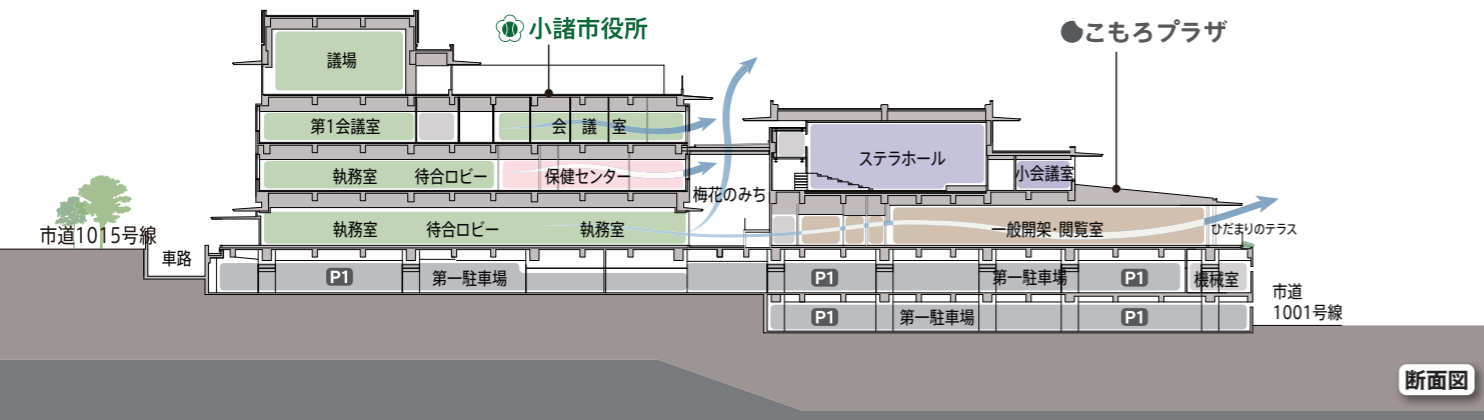 小諸市役所
こもろプラザ
議場
第1会議室
会議室
ステラホール
小会議室
執務室 待合ロビー 保健センター
梅花のみち
執務室 待合ロビー 執務室
一般開架・閲覧室
ひだまりのテラス
市道1015号線
車路
P1 第一駐車場
P1 第一駐車場 P1 機械室
P1 第一駐車場 P1
市道
1001号線
断面図